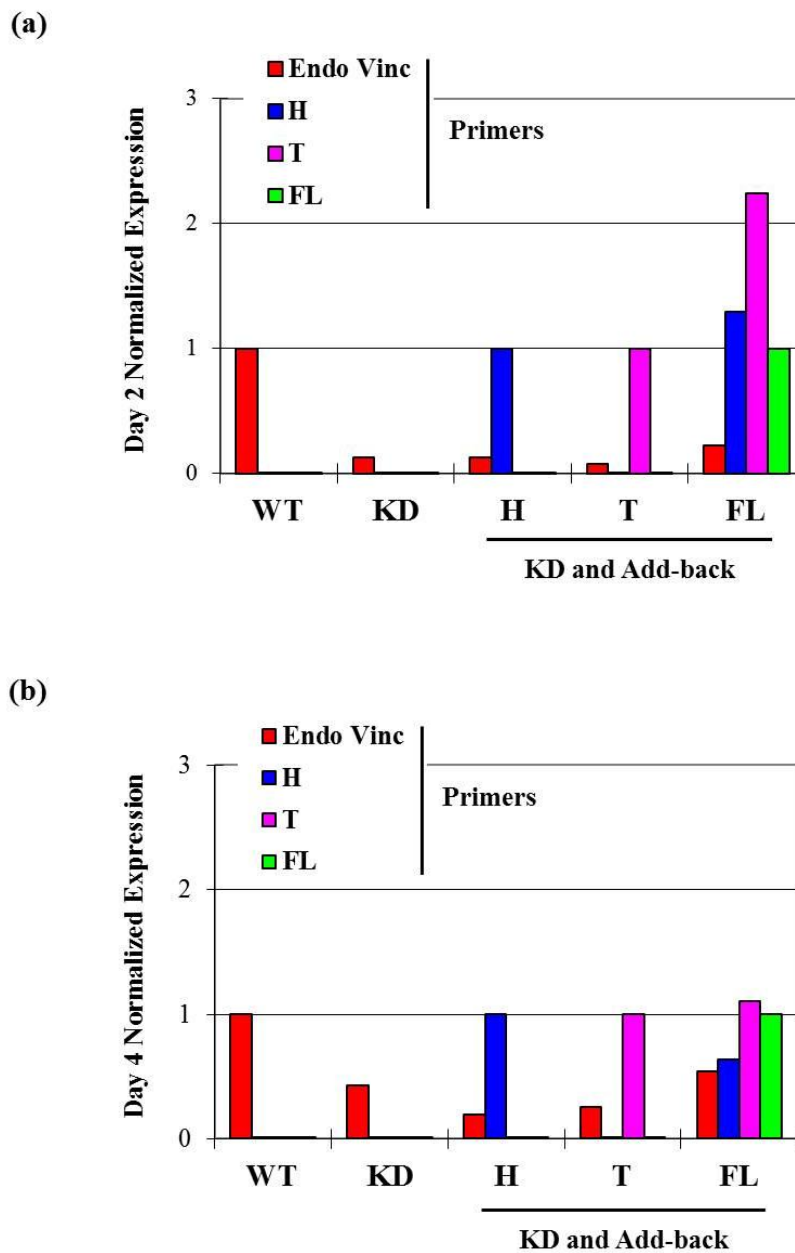 (a)
Endo Vinc
H
T
FL
Primers
Day 2 Normalized Expression
3
2
1
0
WT KD H T FL
KD and Add-back
(b)
Endo Vinc
H
T
FL
Primers
Day 4 Normalized Expression
3
2
1
0
WT KD H T FL
KD and Add-back